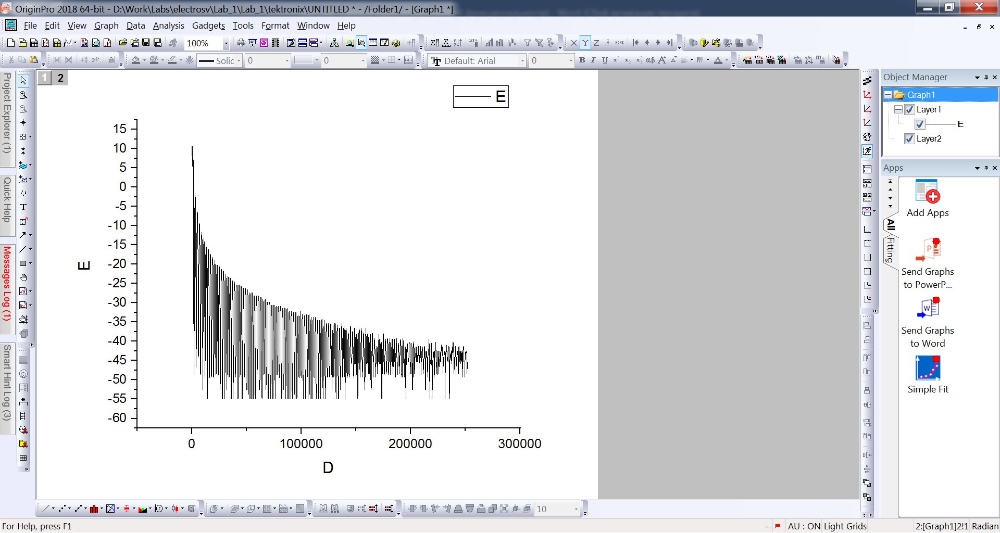 OriginPro 2018 64-bit - D:\Work\Labs\electrosv\Lab_1\Lab_1\tektronix\UNTITLED * - /Folder1/ - [Graph1 *]
File Edit View Graph Data Analysis Gadgets Tools Format Window Help
100%
X Y Z NONE
Solic 0 0 Default: Arial 0 B I U
1 2
Project Explorer (1)
Quick Help
Messages Log (1)
Smart Hint Log (3)
E
15
10
5
0
-5
-10
-15
-20
-25
-30
-35
-40
-45
-50
-55
-60
E
0 100000 200000 300000
D
Object Manager
Graph1
Layer1
E
Layer2
Apps
All
Fitting
Add Apps
Send Graphs
to PowerP...
Send Graphs
to Word
Simple Fit
10
For Help, press F1
-- AU : ON Light Grids 2:[Graph1]2!1 Radian